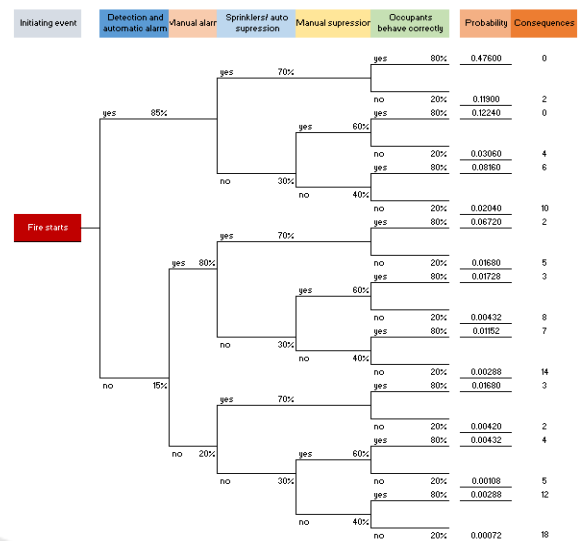 Initiating event
Detection and
automatic alarm
Manual alarm
Sprinklers/ auto
supression
Manual supression
Occupants
behave correctly
Probability
Consequences
yes 80% 0.47600 0
yes 70%
no 20% 0.11900 2
yes 85% yes 80% 0.12240 0
yes 60%
no 20% 0.03060 4
yes 80% 0.08160 6
no 30%
no 40%
no 20% 0.02040 10
yes 80% 0.06720 2
Fire starts
yes 70%
yes 80% no 20% 0.01680 5
yes 80% 0.01728 3
yes 60%
no 20% 0.00432 8
yes 80% 0.01152 7
no 30%
no 40%
no 20% 0.00288 14
no 15% yes 80% 0.01680 3
yes 70%
no 20% 0.00420 2
yes 80% 0.00432 4
no 20% yes 60%
no 30% no 20% 0.00108 5
yes 80% 0.00288 12
no 40%
no 20% 0.00072 18